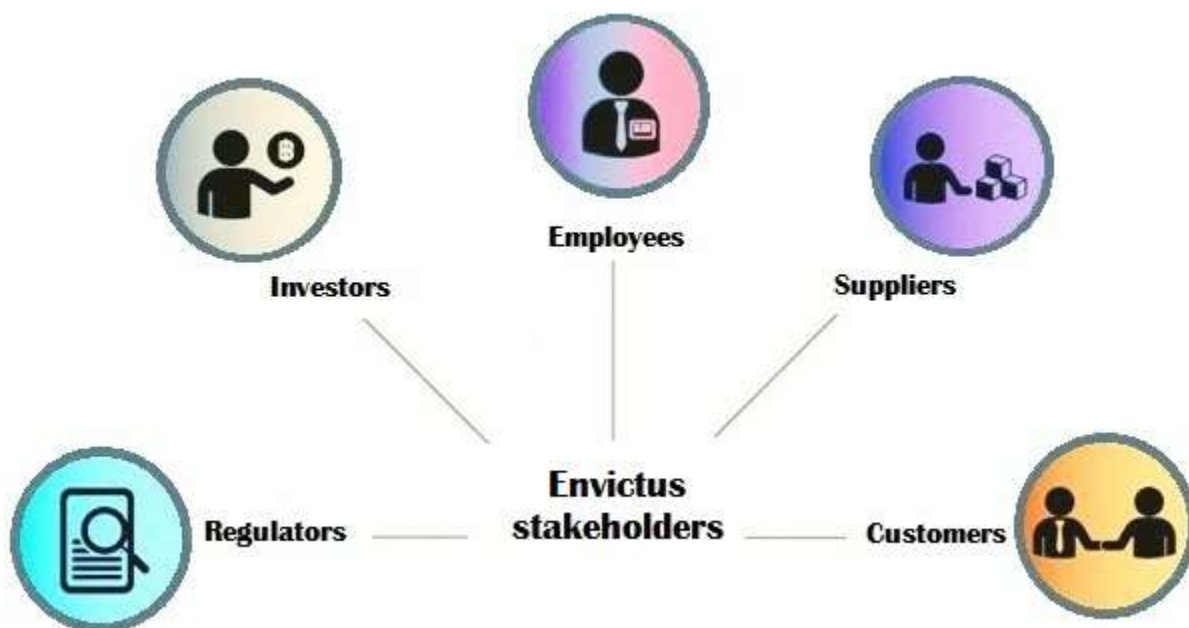 Employees
Investors
Suppliers
Envictus
stakeholders
Regulators
Customers